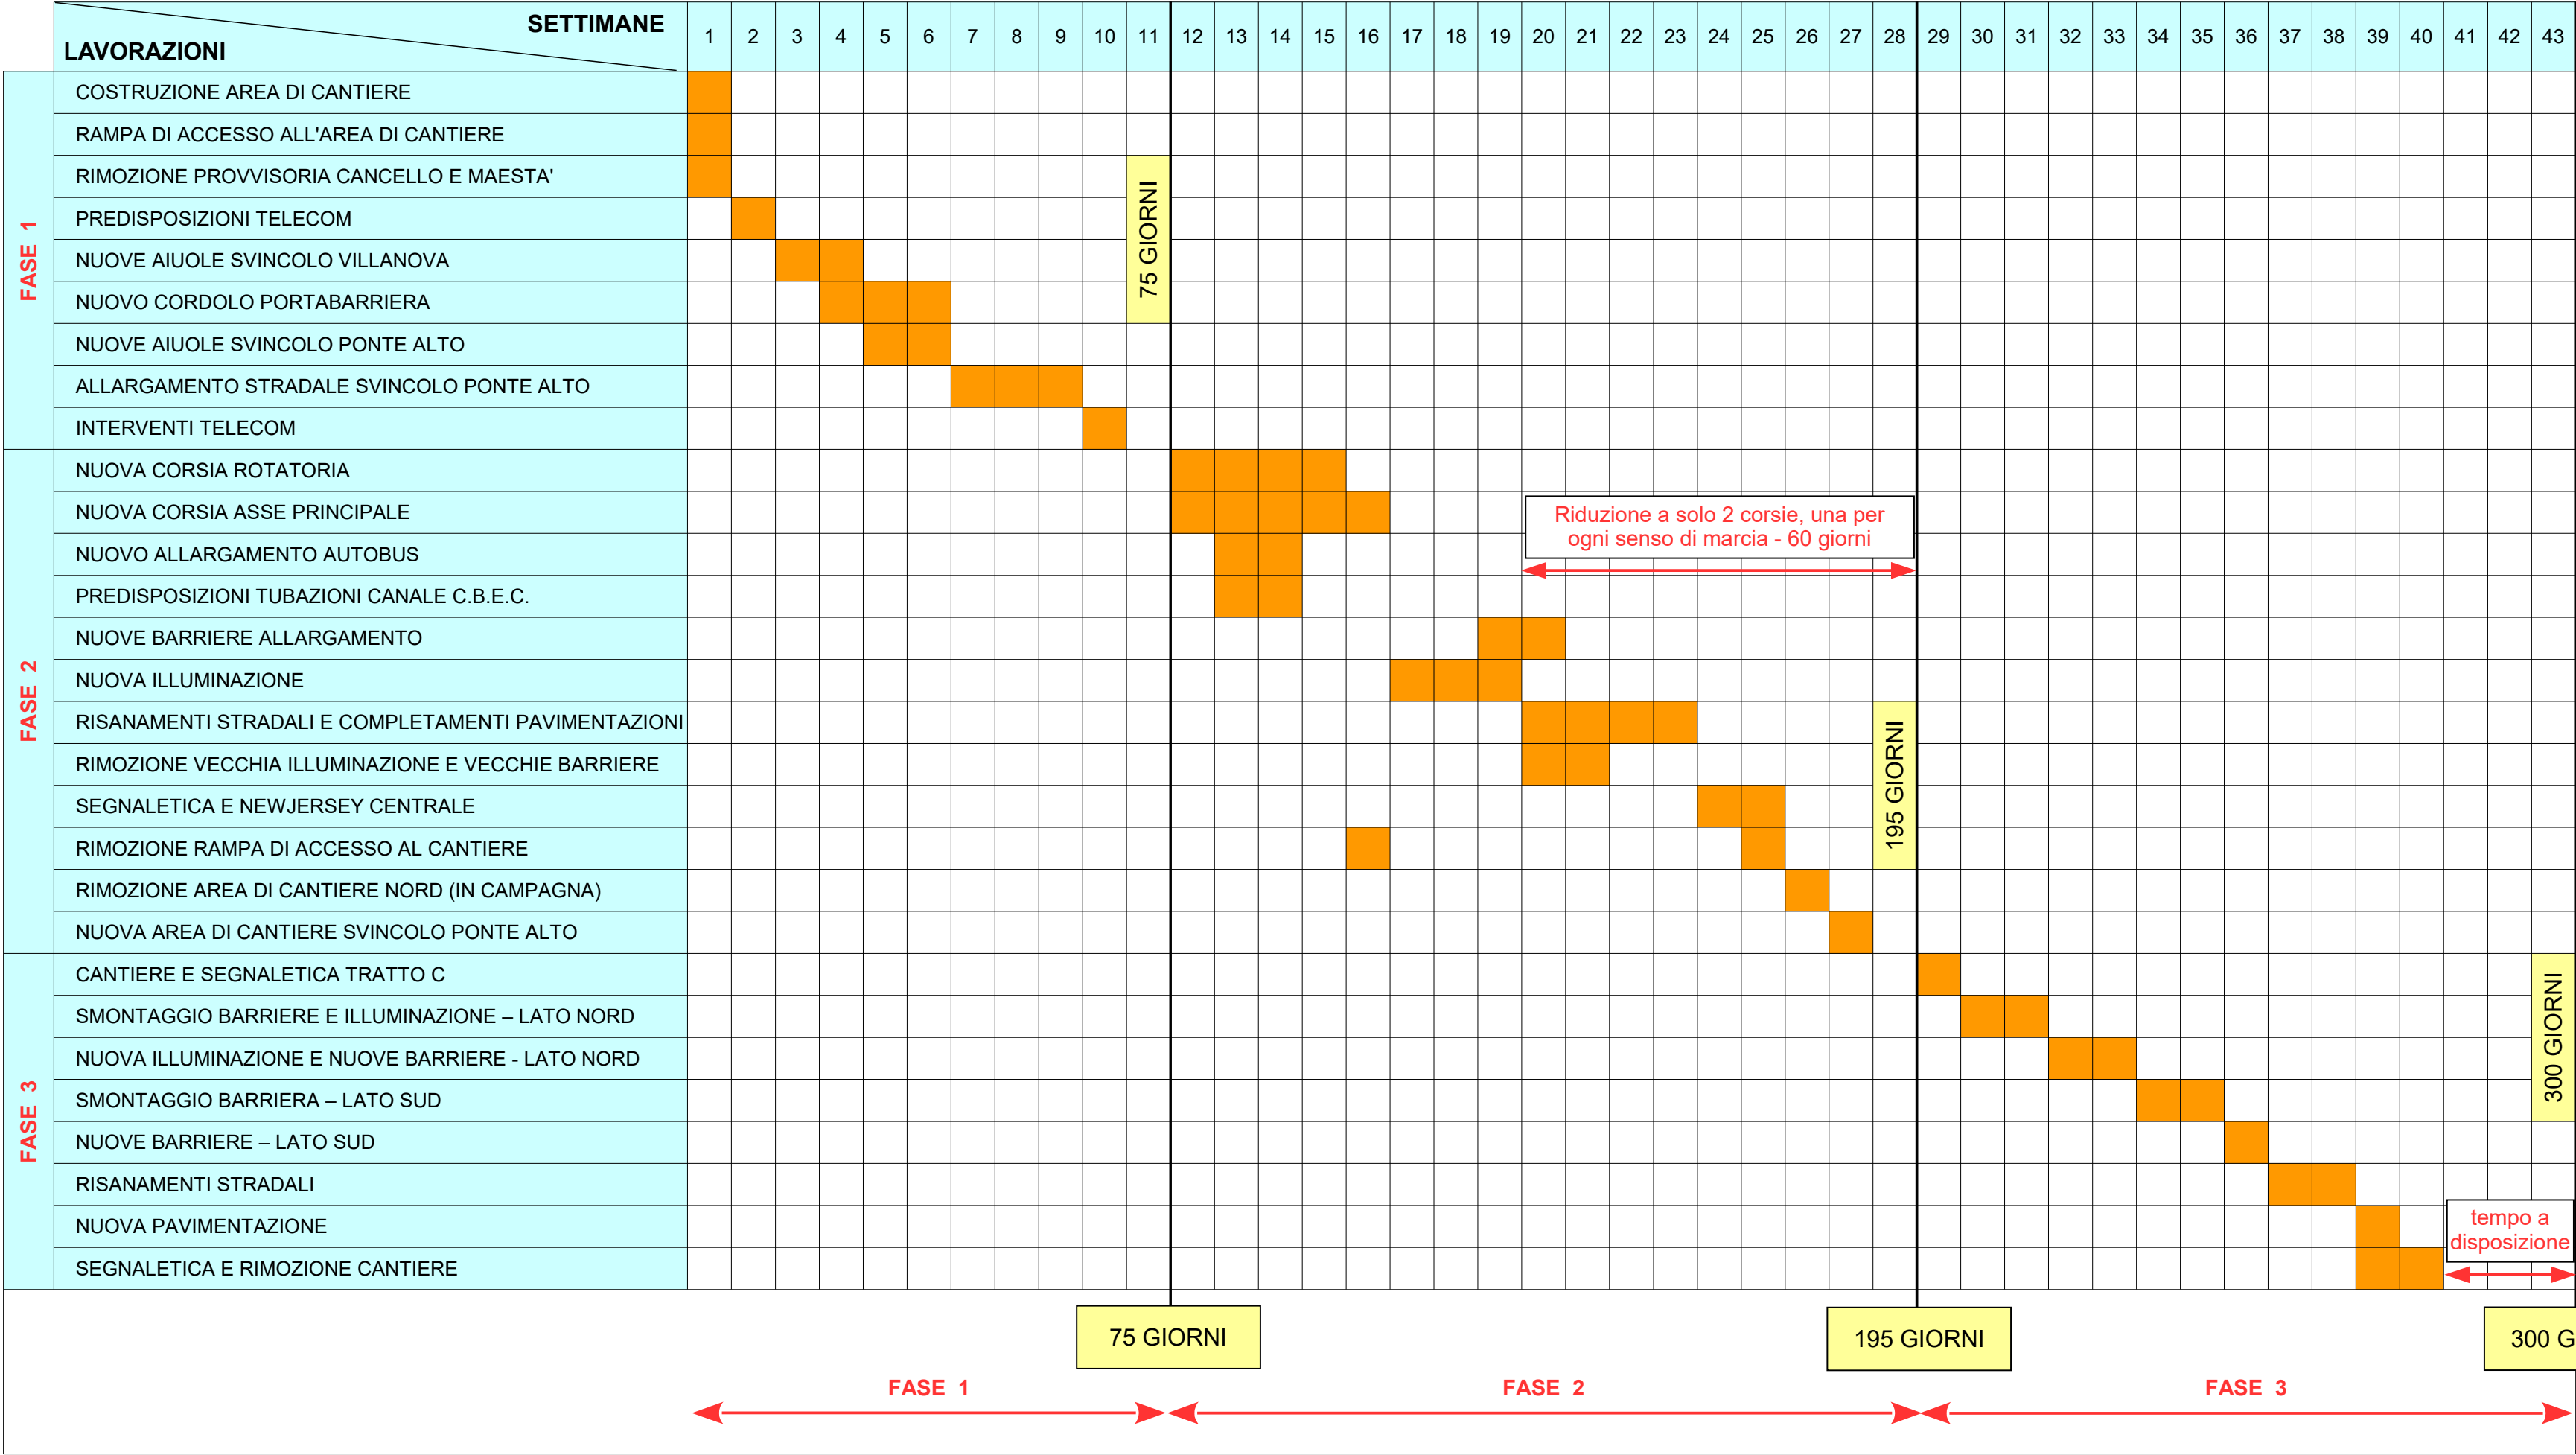 SETTIMANE
LAVORAZIONI
1 2 3 4 5 6 7 8 9 10 11 12 13 14 15 16 17 18 19 20 21 22 23 24 25 26 27 28 29 30 31 32 33 34 35 36 37 38 39 40 41 42 43
FASE 1
COSTRUZIONE AREA DI CANTIERE
RAMPA DI ACCESSO ALL'AREA DI CANTIERE
RIMOZIONE PROVVISORIA CANCELLO E MAESTA'
PREDISPOSIZIONI TELECOM
NUOVE AIUOLE SVINCOLO VILLANOVA
NUOVO CORDOLO PORTABARRIERA
NUOVE AIUOLE SVINCOLO PONTE ALTO
ALLARGAMENTO STRADALE SVINCOLO PONTE ALTO
INTERVENTI TELECOM
75 GIORNI
FASE 2
NUOVA CORSIA ROTATORIA
NUOVA CORSIA ASSE PRINCIPALE
NUOVO ALLARGAMENTO AUTOBUS
PREDISPOSIZIONI TUBAZIONI CANALE C.B.E.C.
NUOVE BARRIERE ALLARGAMENTO
NUOVA ILLUMINAZIONE
RISANAMENTI STRADALI E COMPLETAMENTI PAVIMENTAZIONI
RIMOZIONE VECCHIA ILLUMINAZIONE E VECCHIE BARRIERE
SEGNALETICA E NEWJERSEY CENTRALE
RIMOZIONE RAMPA DI ACCESSO AL CANTIERE
RIMOZIONE AREA DI CANTIERE NORD (IN CAMPAGNA)
NUOVA AREA DI CANTIERE SVINCOLO PONTE ALTO
Riduzione a solo 2 corsie, una per
ogni senso di marcia - 60 giorni
195 GIORNI
FASE 3
CANTIERE E SEGNALETICA TRATTO C
SMONTAGGIO BARRIERE E ILLUMINAZIONE – LATO NORD
NUOVA ILLUMINAZIONE E NUOVE BARRIERE - LATO NORD
SMONTAGGIO BARRIERA – LATO SUD
NUOVE BARRIERE – LATO SUD
RISANAMENTI STRADALI
NUOVA PAVIMENTAZIONE
SEGNALETICA E RIMOZIONE CANTIERE
300 GIORNI
tempo a
disposizione
75 GIORNI
195 GIORNI
300 G
FASE 1
FASE 2
FASE 3